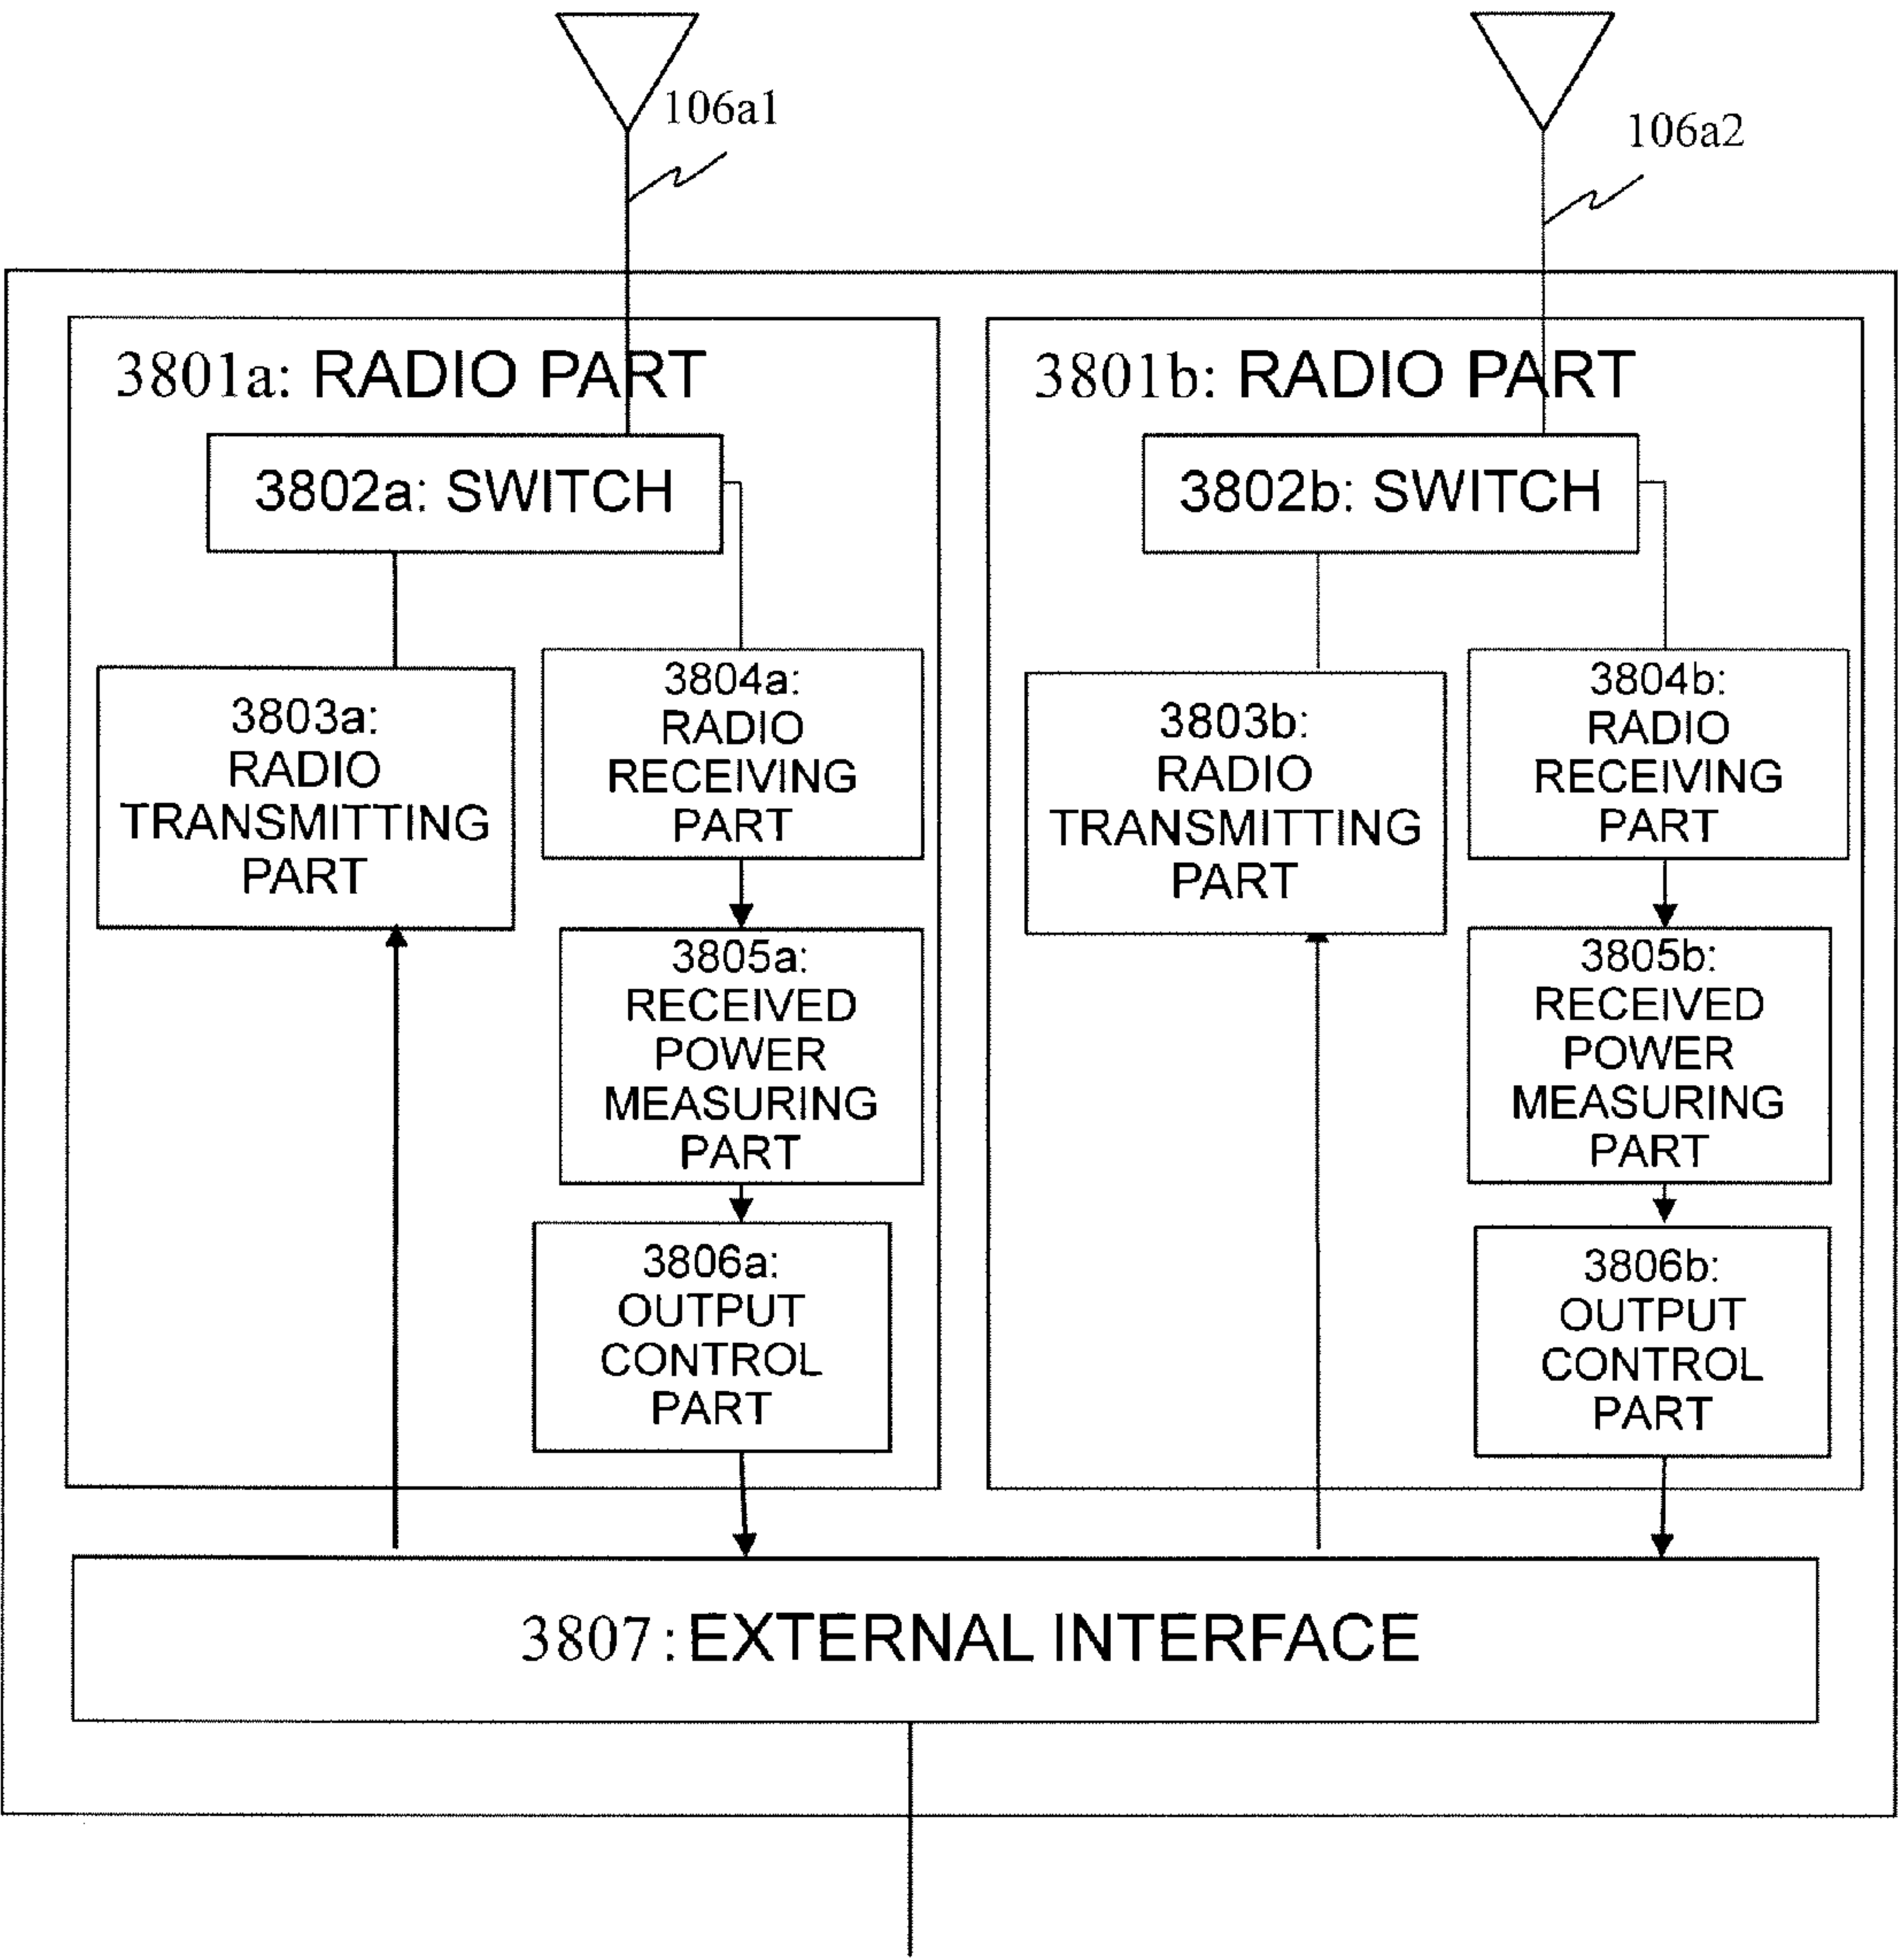 106a1
106a2
3801a: RADIO PART
3802a: SWITCH
3803a:
RADIO
TRANSMITTING
PART
3804a:
RADIO
RECEIVING
PART
3805a:
RECEIVED
POWER
MEASURING
PART
3806a:
OUTPUT
CONTROL
PART
3801b: RADIO PART
3802b: SWITCH
3803b:
RADIO
TRANSMITTING
PART
3804b:
RADIO
RECEIVING
PART
3805b:
RECEIVED
POWER
MEASURING
PART
3806b:
OUTPUT
CONTROL
PART
3807: EXTERNAL INTERFACE